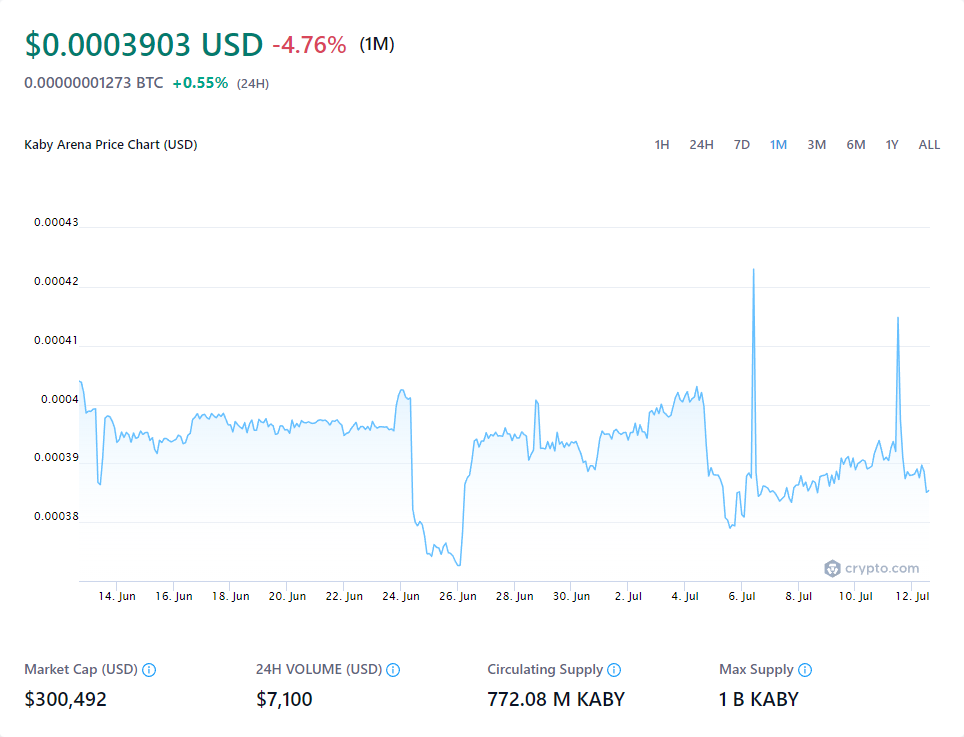 $0.0003903 USD -4.76% (1M)
0.00000001273 BTC +0.55% (24H)
Kaby Arena Price Chart (USD) 1H 24H 7D 1M 3M 6M 1Y ALL
0.00043
0.00042
0.00041
0.0004
0.00039
0.00038
crypto.com
14. Jun 16. Jun 18. Jun 20. Jun 22. Jun 24. Jun 26. Jun 28. Jun 30. Jun 2. Jul 4. Jul 6. Jul 8. Jul 10. Jul 12. Jul
Market Cap (USD) 24H VOLUME (USD) Circulating Supply Max Supply
$300,492 $7,100 772.08 M KABY 1 B KABY